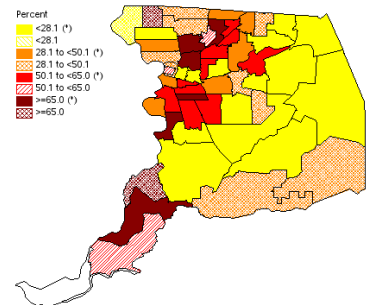 Percent
<28.1 (*)
<28.1
28.1 to <50.1 (*)
28.1 to <50.1
50.1 to <65.0 (*)
50.1 to <65.0
>=65.0 (*)
>=65.0